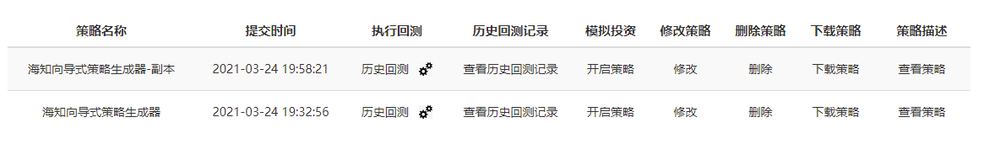 策略名称 提交时间 执行回测 历史回测记录 模拟投资 修改策略 删除策略 下载策略 策略描述
海知向导式策略生成器-副本 2021-03-24 19:58:21 历史回测 查看历史回测记录 开启策略 修改 删除 下载策略 查看策略
海知向导式策略生成器 2021-03-24 19:32:56 历史回测 查看历史回测记录 开启策略 修改 删除 下载策略 查看策略